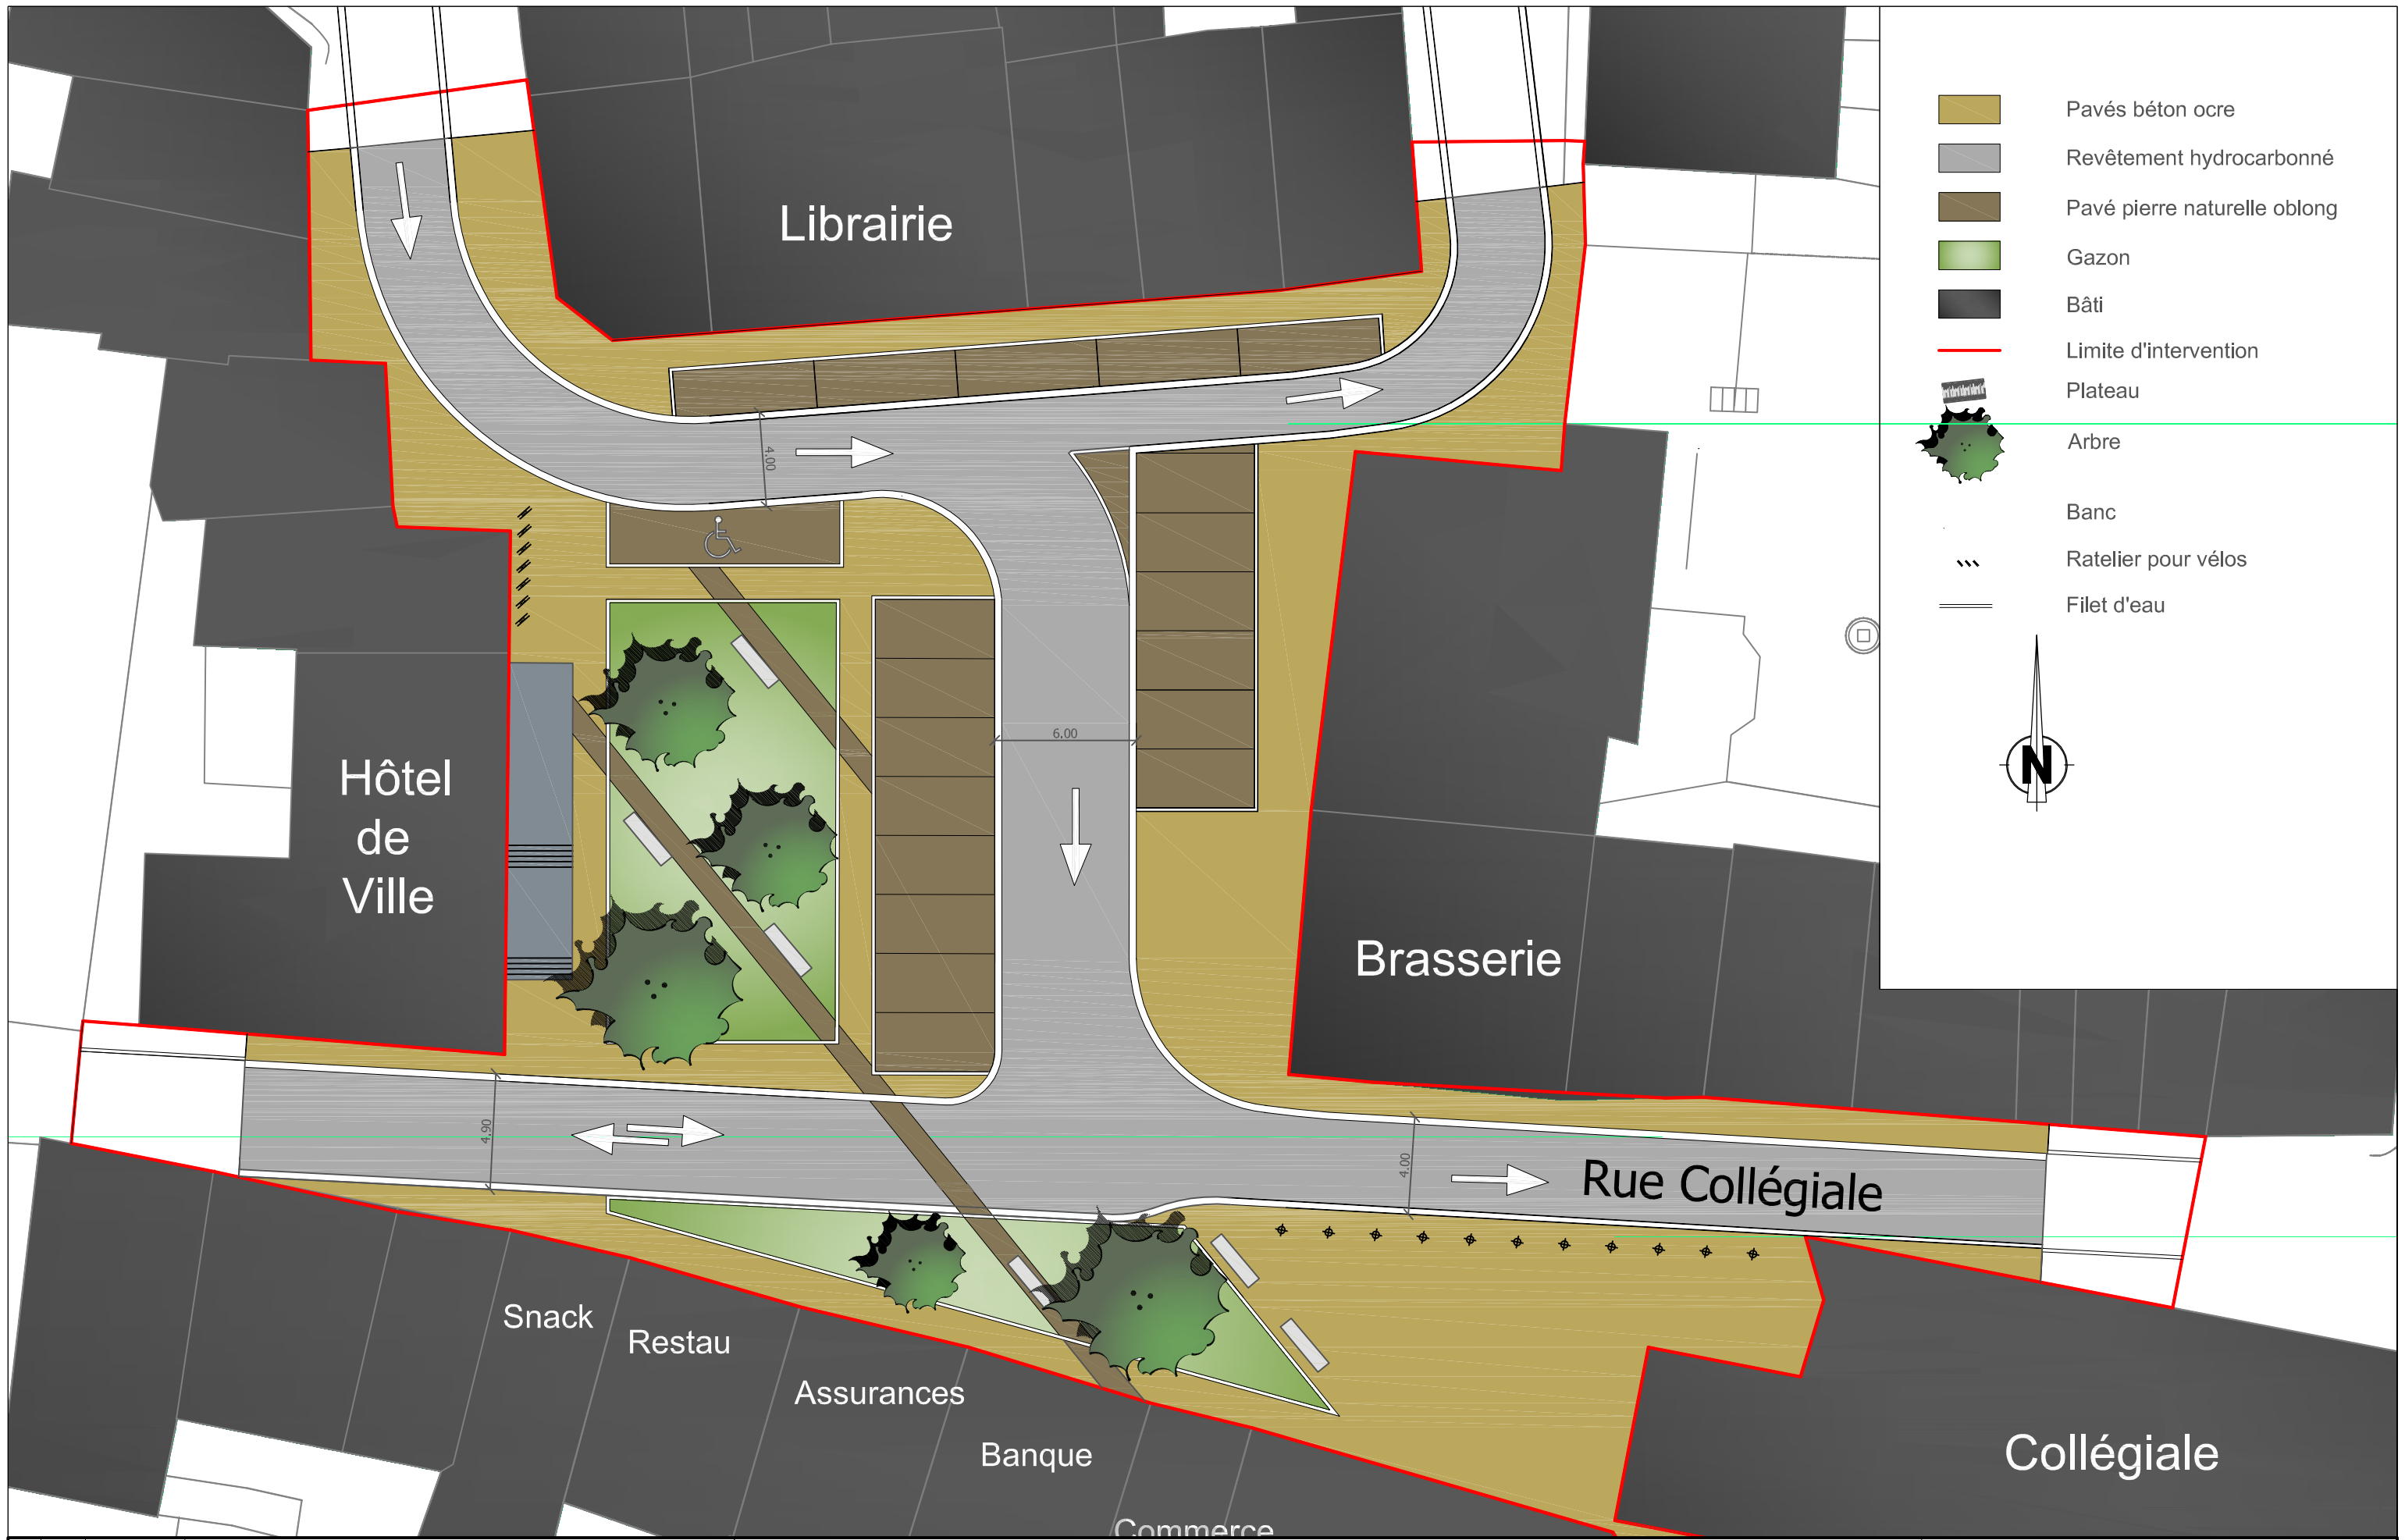 Pavés béton ocre
Revêtement hydrocarbonné
Pavé pierre naturelle oblong
Gazon
Bâti
Limite d'intervention
Plateau
Arbre
Banc
Ratelier pour vélos
Filet d'eau
N
Librairie
4.00
6.00
Hôtel
de
Ville
Brasserie
4.90
4.00
Rue Collégiale
Snack
Restau
Assurances
Banque
Commerce
Collégiale